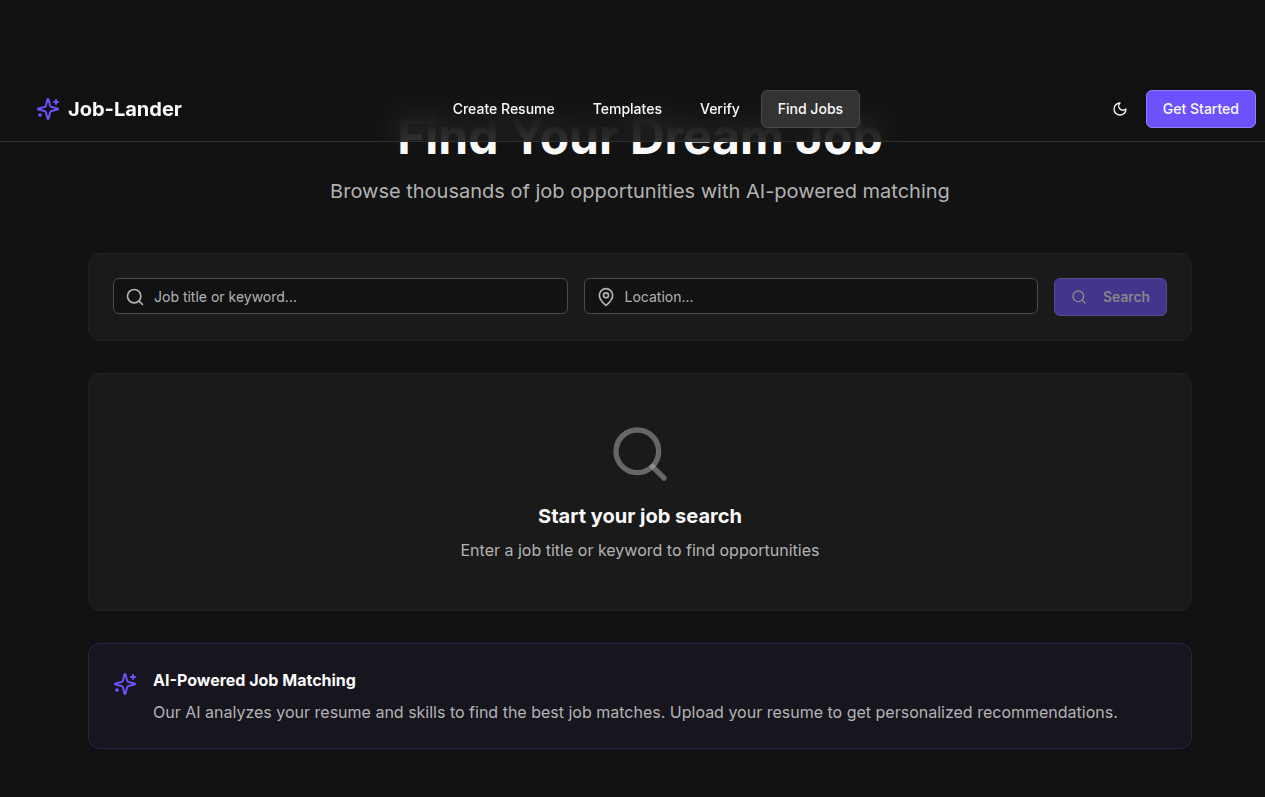 Job-Lander
Create Resume
Templates
Verify
Find Jobs
Get Started
Find Your Dream Job
Browse thousands of job opportunities with AI-powered matching
Job title or keyword...
Location...
Search
Start your job search
Enter a job title or keyword to find opportunities
AI-Powered Job Matching
Our AI analyzes your resume and skills to find the best job matches. Upload your resume to get personalized recommendations.